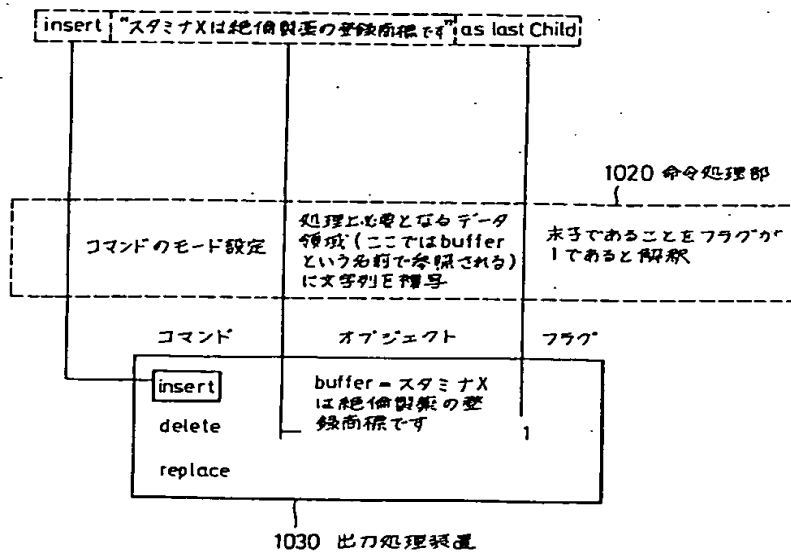 insert "スタミナXは絶倫製薬の登録商標です" as last Child
1020 命令処理部
コマンドのモード設定
処理上必要となるデータ
領域(ここではbuffer
という名前で参照される)
に文字列を複写
末子であることをフラグが
1であると解釈
コマンド オブジェクト フラグ
insert
delete
replace
buffer=スタミナX
は絶倫製薬の登
録商標です
1
1030 出力処理装置